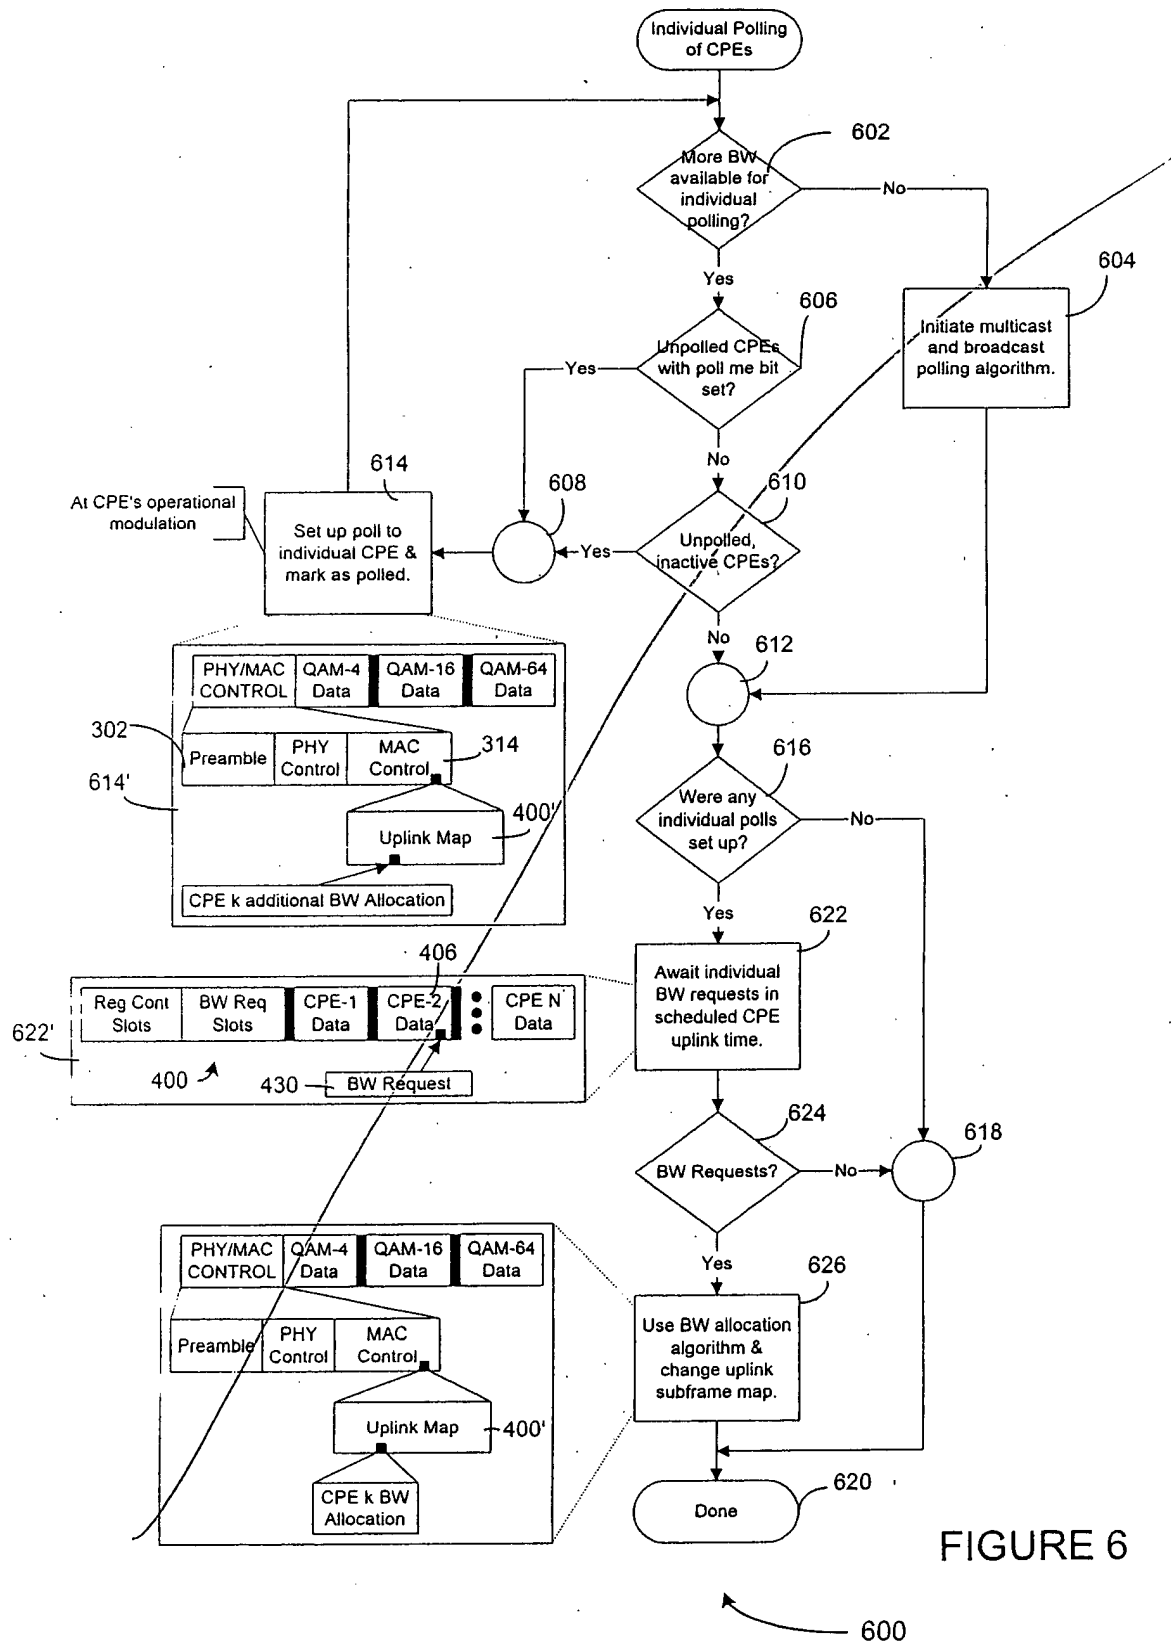 Individual Polling
of CPEs
602
More BW
available for
individual
polling?
No
Yes
604
Initiate multicast
and broadcast
polling algorithm.
606
Unpolled CPEs
with poll me bit
set?
Yes
No
614
608
610
At CPE's operational
modulation
Set up poll to
individual CPE &
mark as polled.
Yes
Unpolled,
inactive CPEs?
No
612
PHY/MAC
CONTROL
QAM-4
Data
QAM-16
Data
QAM-64
Data
302
Preamble
PHY
Control
MAC
Control
314
614'
Uplink Map
400'
CPE k additional BW Allocation
616
Were any
individual polls
set up?
No
Yes
622
406
Reg Cont
Slots
BW Req
Slots
CPE-1
Data
CPE-2
Data
CPE N
Data
622'
400
430
BW Request
Await individual
BW requests in
scheduled CPE
uplink time.
624
BW Requests?
No
618
Yes
PHY/MAC
CONTROL
QAM-4
Data
QAM-16
Data
QAM-64
Data
Preamble
PHY
Control
MAC
Control
Uplink Map
400'
CPE k BW
Allocation
626
Use BW allocation
algorithm &
change uplink
subframe map.
620
Done
FIGURE 6
600